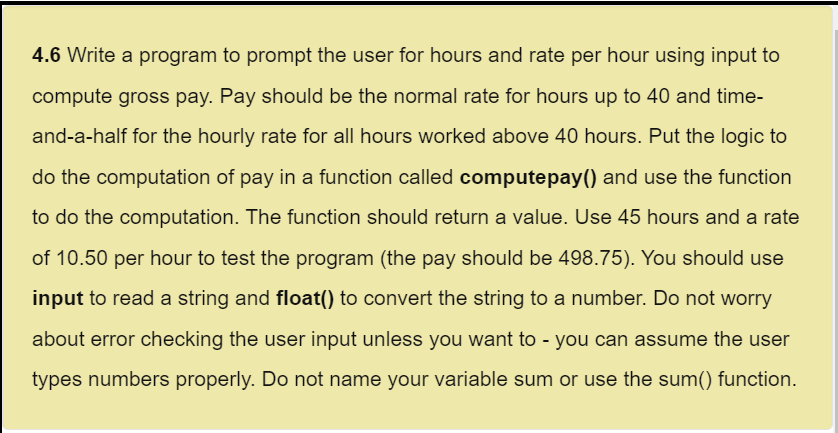 4.6 Write a program to prompt the user for hours and rate per hour using input to
compute gross pay. Pay should be the normal rate for hours up to 40 and time-
and-a-half for the hourly rate for all hours worked above 40 hours. Put the logic to
do the computation of pay in a function called computepay() and use the function
to do the computation. The function should return a value. Use 45 hours and a rate
of 10.50 per hour to test the program (the pay should be 498.75). You should use
input to read a string and float() to convert the string to a number. Do not worry
about error checking the user input unless you want to - you can assume the user
types numbers properly. Do not name your variable sum or use the sum() function.